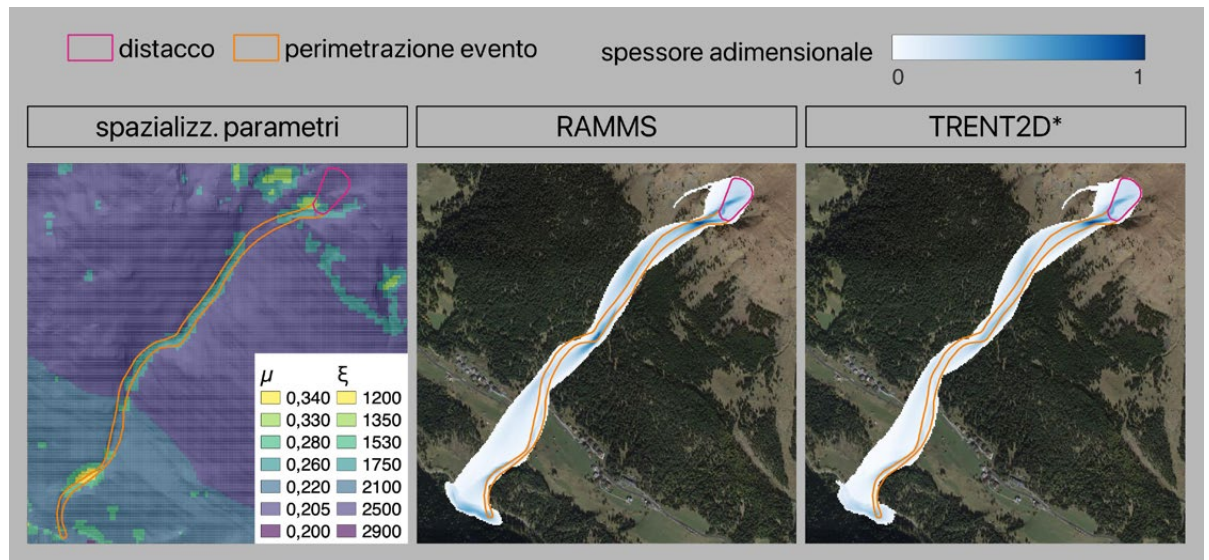 distacco perimetrazione evento spessore adimensionale
0 1
spazializz. parametri RAMMS TRENT2D*
μ ξ
0,340 1200
0,330 1350
0,280 1530
0,260 1750
0,220 2100
0,205 2500
0,200 2900